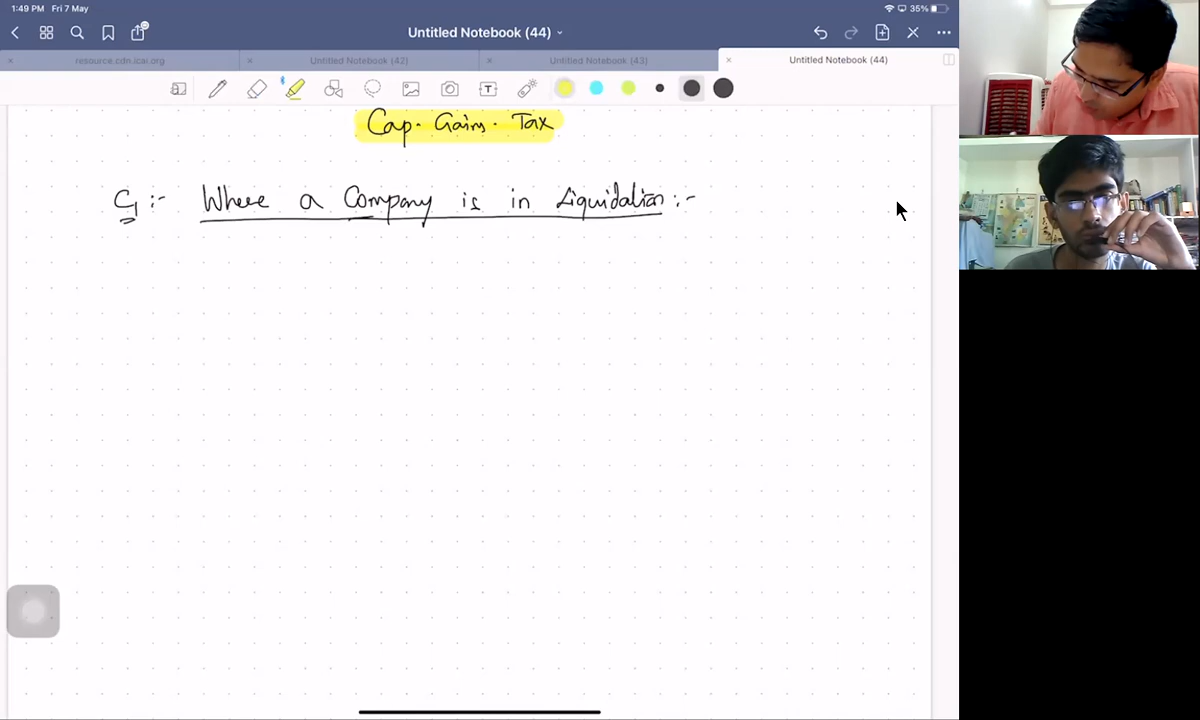 1:49 PM Fri 7 May
35%
Untitled Notebook (44)
resource.cdn.icai.org
Untitled Notebook (42)
Untitled Notebook (43)
Untitled Notebook (44)
Cap. Gains. Tax
G :- Where a Company is in Liquidation :-